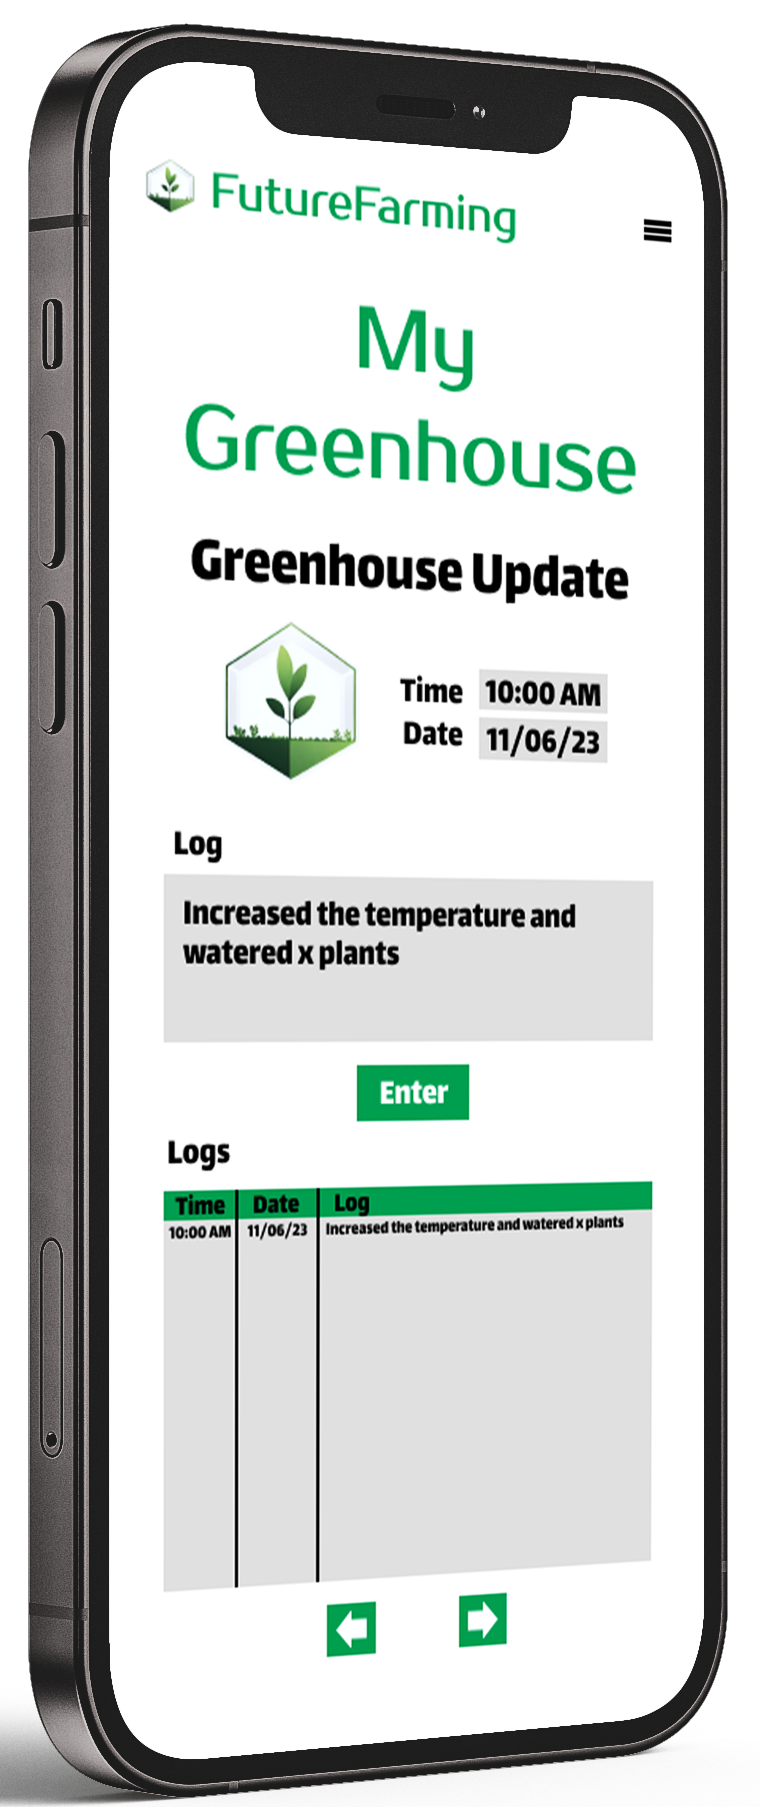 FutureFarming
My
Greenhouse
Greenhouse Update
Time 10:00 AM
Date 11/06/23
Log
Increased the temperature and
watered x plants
Enter
Logs
Time Date Log
10:00 AM 11/06/23 Increased the temperature and watered x plants